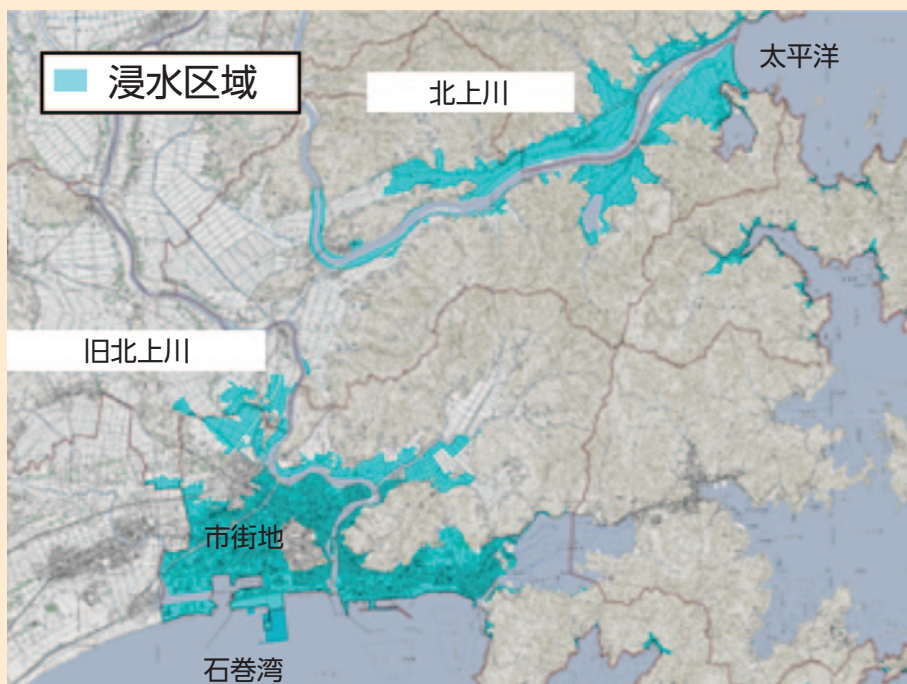 浸水区域
太平洋
北上川
旧北上川
市街地
石巻湾